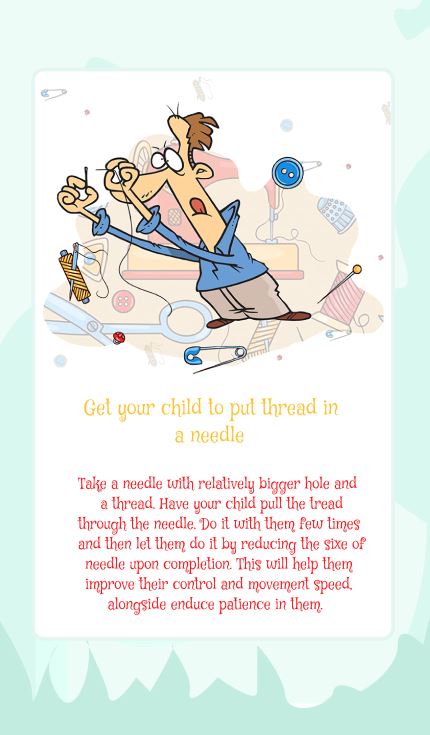 Get your child to put thread in
a needle
Take a needle with relatively bigger hole and
a thread. Have your child pull the tread
through the needle. Do it with them few times
and then let them do it by reducing the sixe of
needle upon completion. This will help them
improve their control and movement speed,
alongside enduce patience in them.